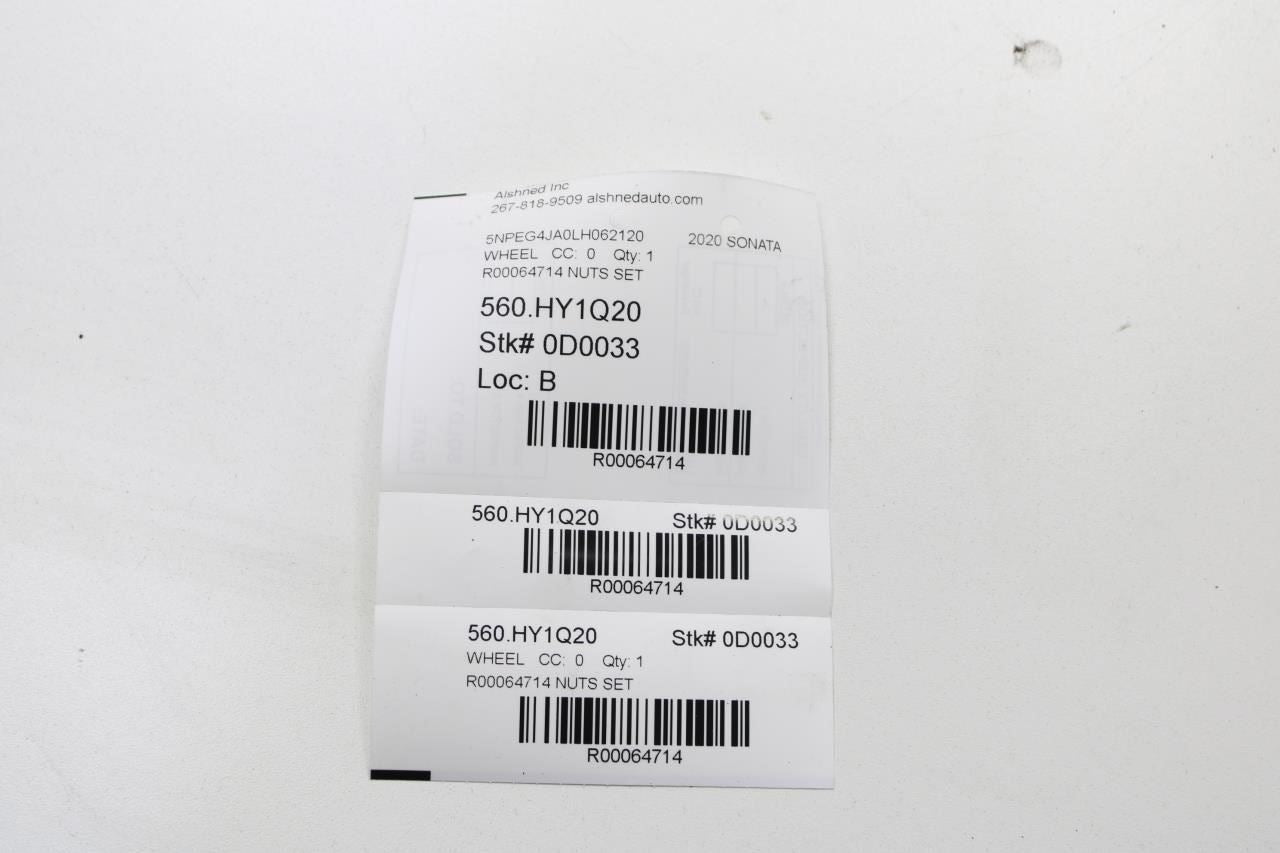 Alshned Inc
267-818-9509 alshnedauto.com
5NPEG4JA0LH062120 2020 SONATA
WHEEL CC: 0 Qty: 1
R00064714 NUTS SET
560.HY1Q20
Stk# 0D0033
Loc: B
R00064714
560.HY1Q20 Stk# 0D0033
R00064714
560.HY1Q20 Stk# 0D0033
WHEEL CC: 0 Qty: 1
R00064714 NUTS SET
R00064714